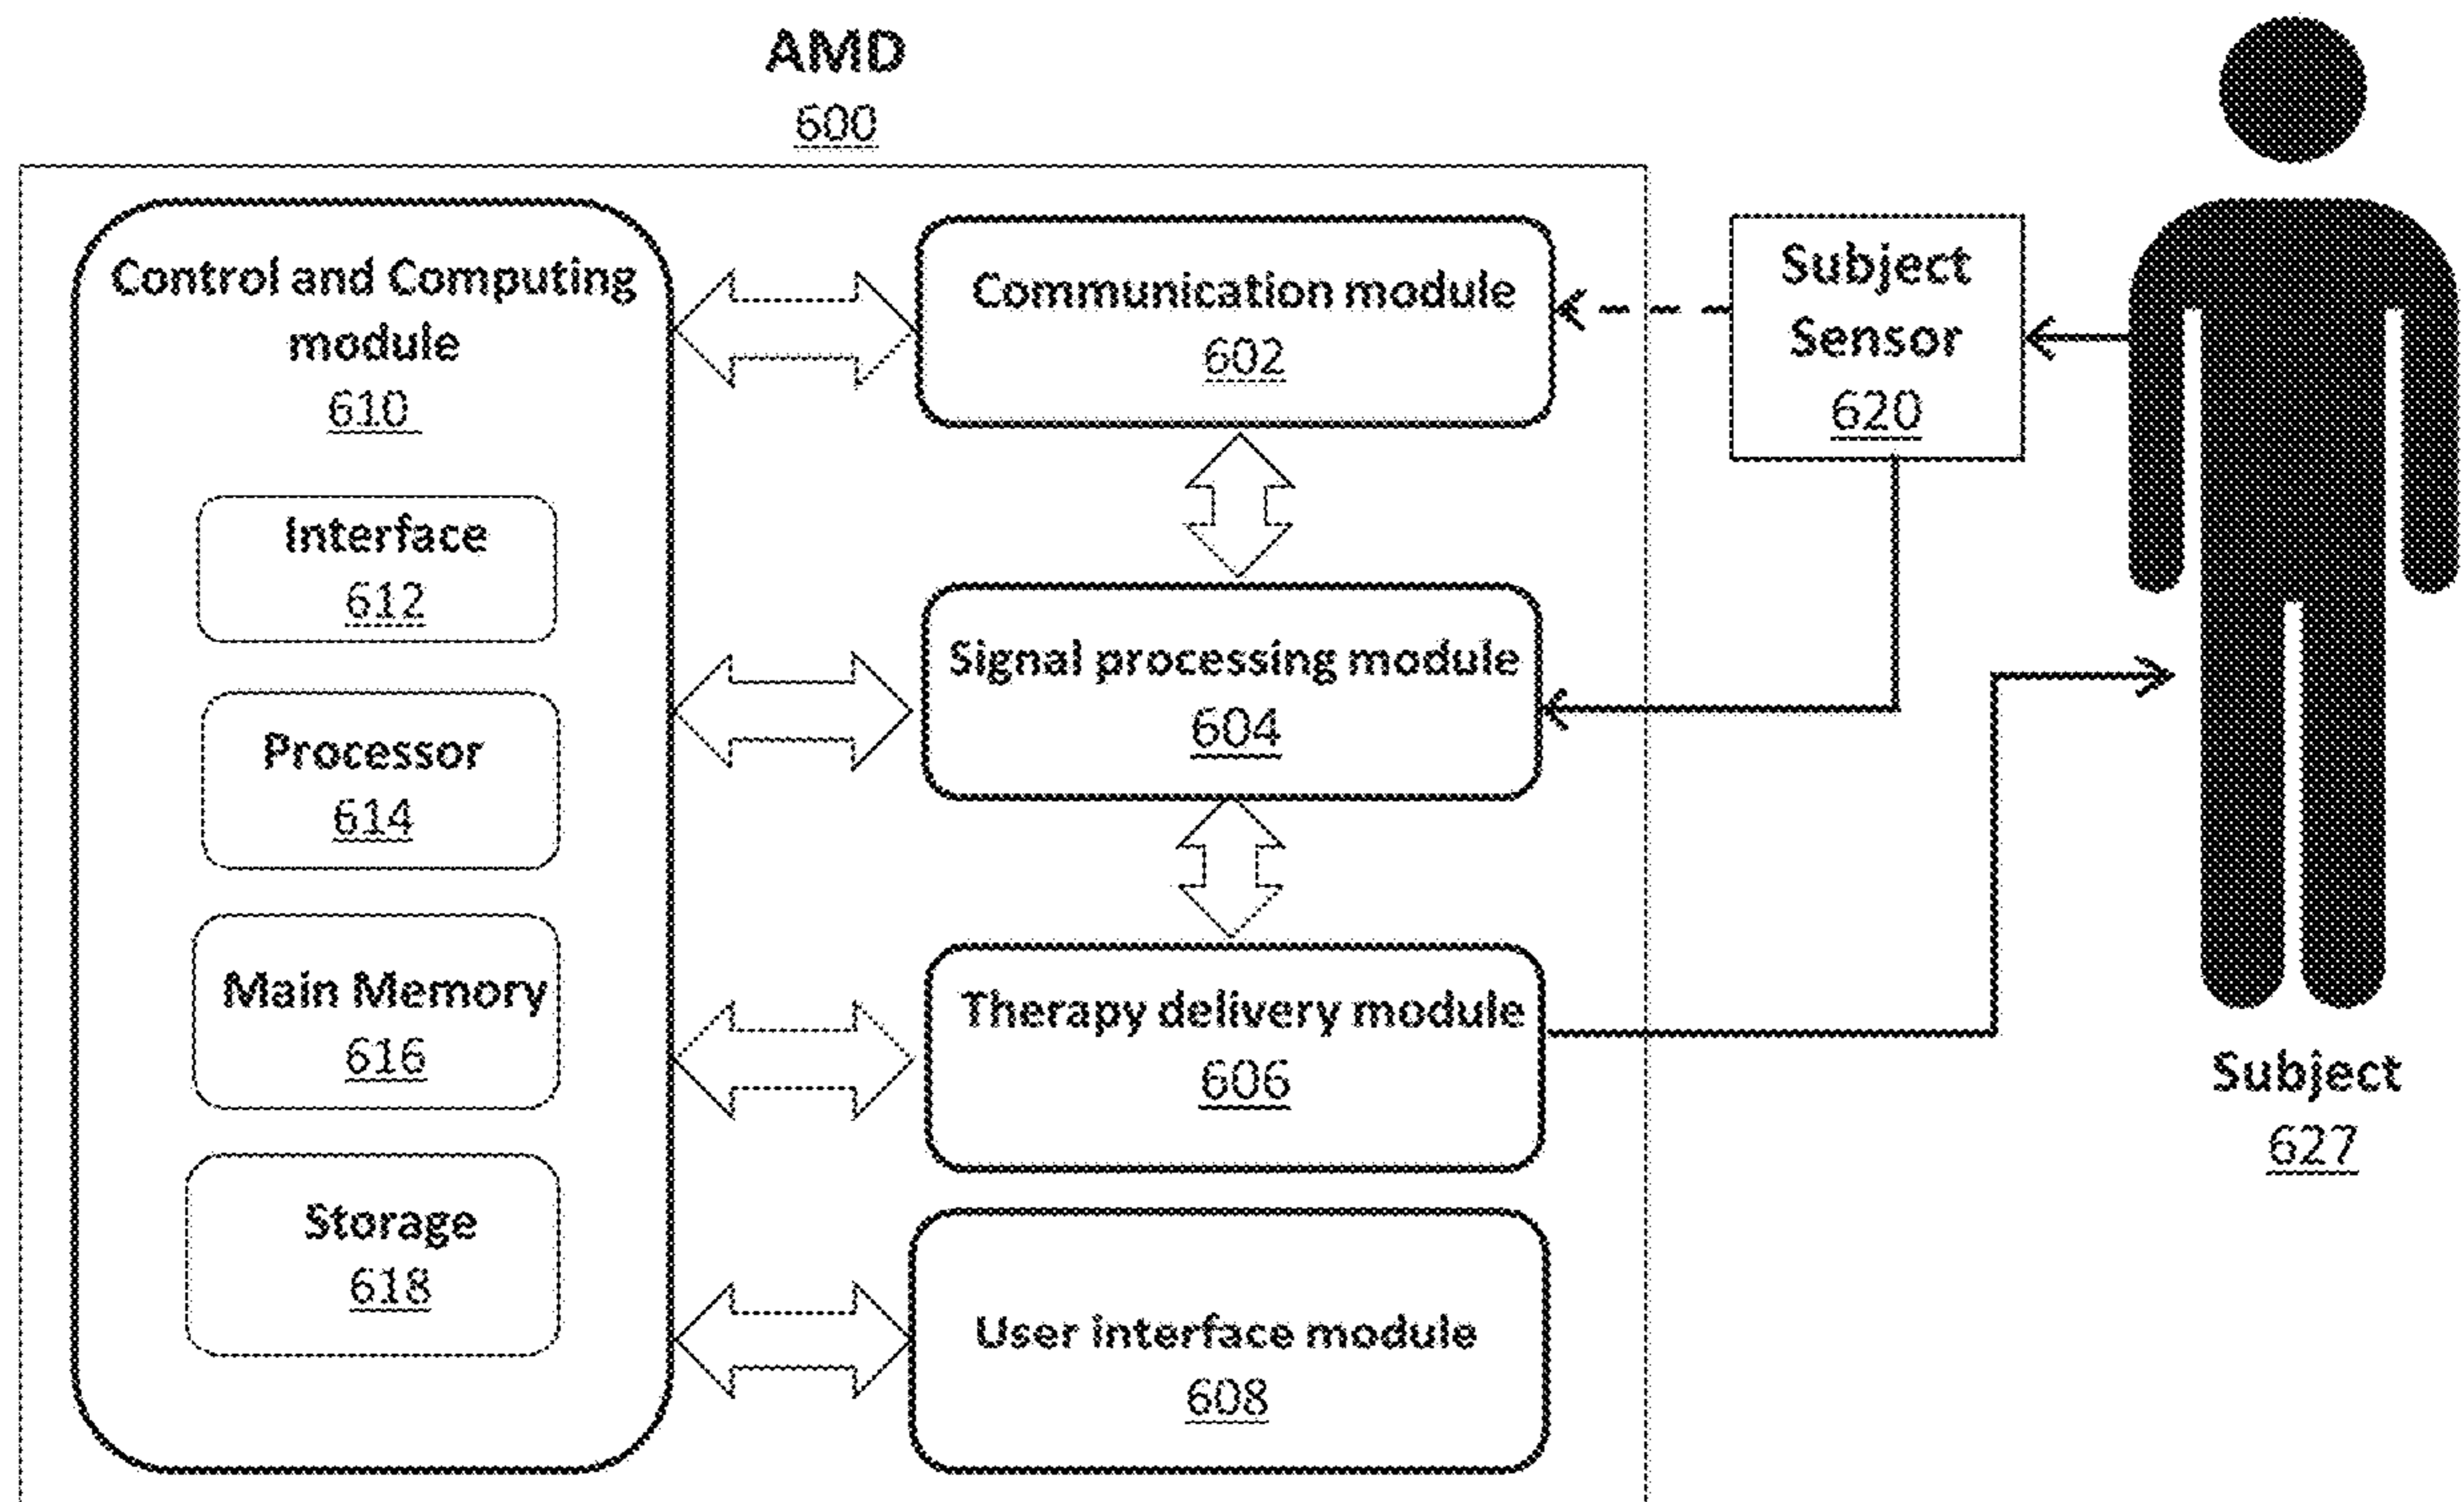 AMD
600
Control and Computing
module
610
Interface
612
Processor
614
Main Memory
616
Storage
618
Communication module
602
Signal processing module
604
Therapy delivery module
606
User interface module
608
Subject
Sensor
620
Subject
627